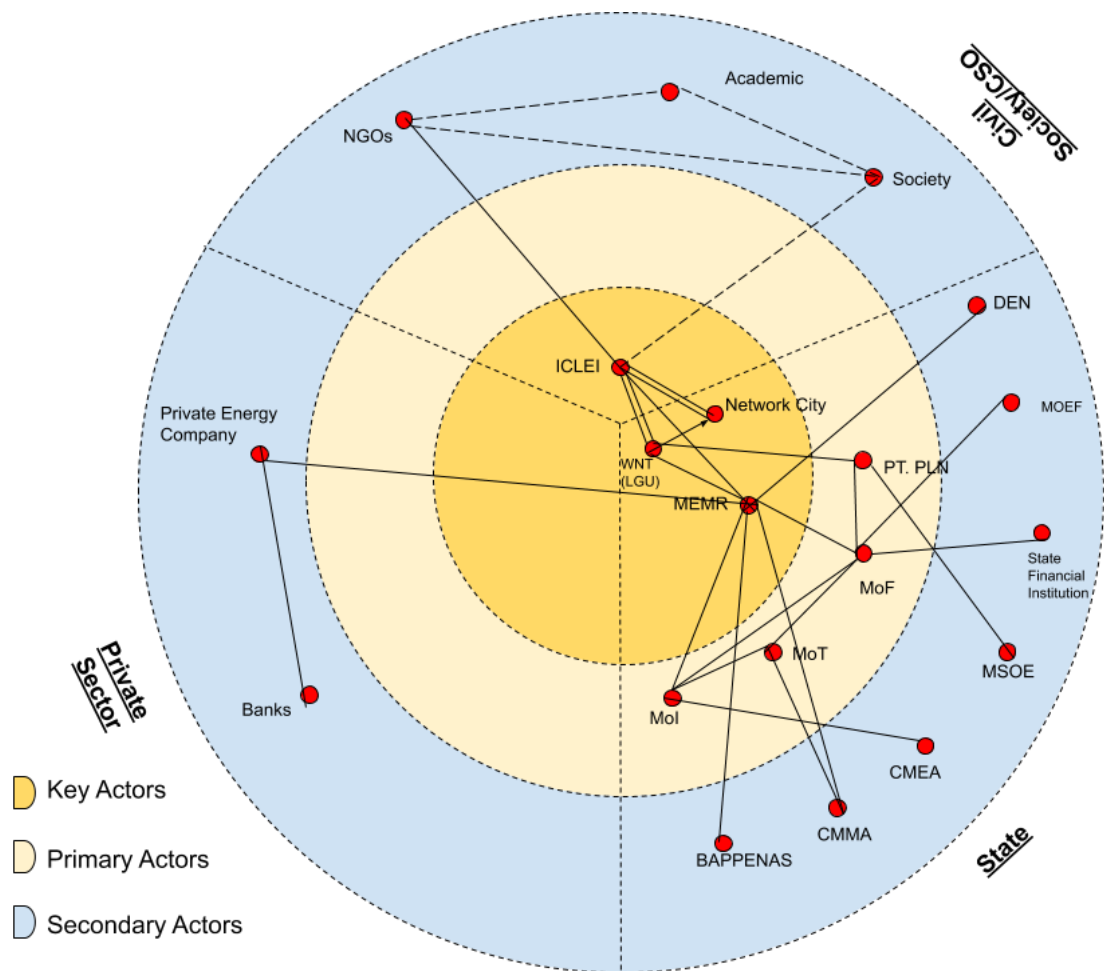 Academic
NGOs
Civil
Society/CSO
Society
DEN
ICLEI
Network City
MOEF
Private Energy
Company
WNT
(LGU)
PT. PLN
MEMR
State
Financial
Institution
MoF
MoT
MSOE
Private
Sector
Banks
MoI
CMEA
CMMA
BAPPENAS
State
Key Actors
Primary Actors
Secondary Actors